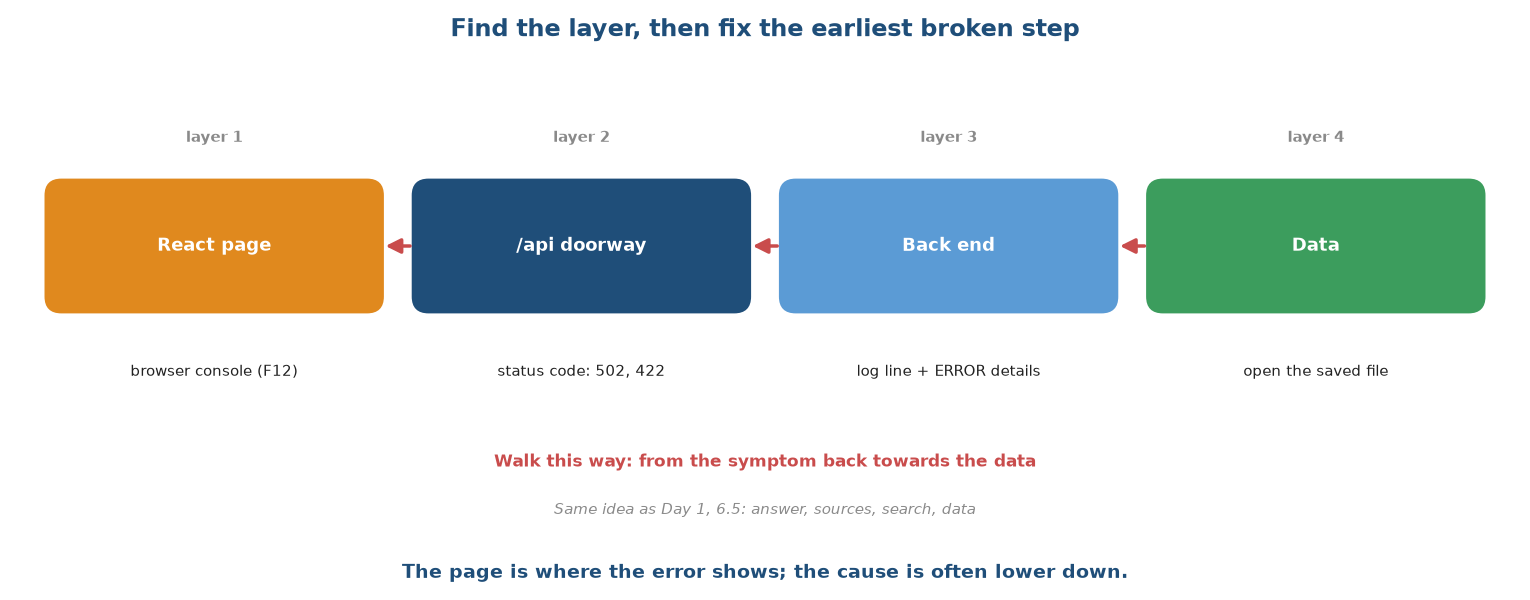 Find the layer, then fix the earliest broken step
layer 1
layer 2
layer 3
layer 4
React page
/api doorway
Back end
Data
browser console (F12)
status code: 502, 422
log line + ERROR details
open the saved file
Walk this way: from the symptom back towards the data
Same idea as Day 1, 6.5: answer, sources, search, data
The page is where the error shows; the cause is often lower down.